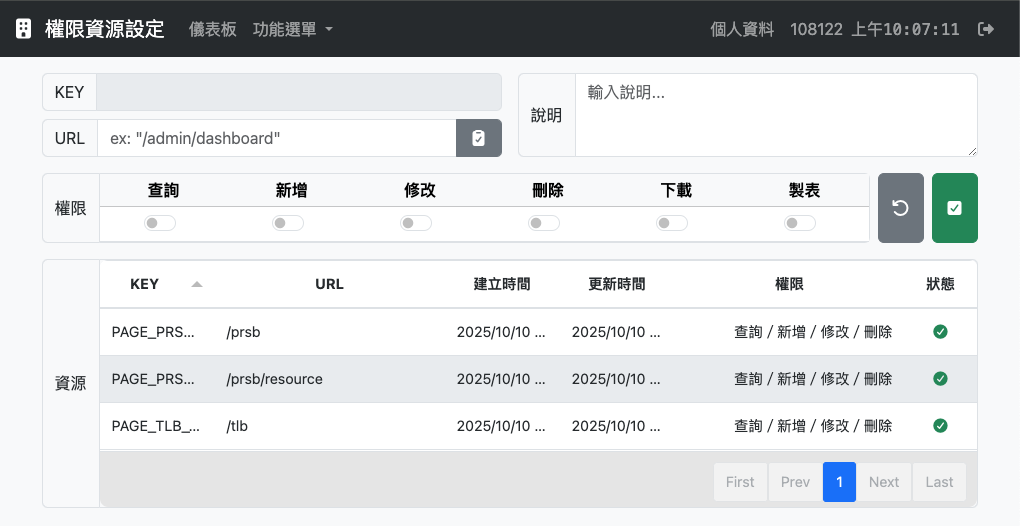 權限資源設定 儀表板 功能選單 個人資料 108122 上午10:07:11
KEY
URL ex: "/admin/dashboard"
說明 輸入說明...
權限 查詢 新增 修改 刪除 下載 製表
資源
KEY URL 建立時間 更新時間 權限 狀態
PAGE_PRS... /prsb 2025/10/10 ... 2025/10/10 ... 查詢 / 新增 / 修改 / 刪除
PAGE_PRS... /prsb/resource 2025/10/10 ... 2025/10/10 ... 查詢 / 新增 / 修改 / 刪除
PAGE_TLB_... /tlb 2025/10/10 ... 2025/10/10 ... 查詢 / 新增 / 修改 / 刪除
First Prev 1 Next Last